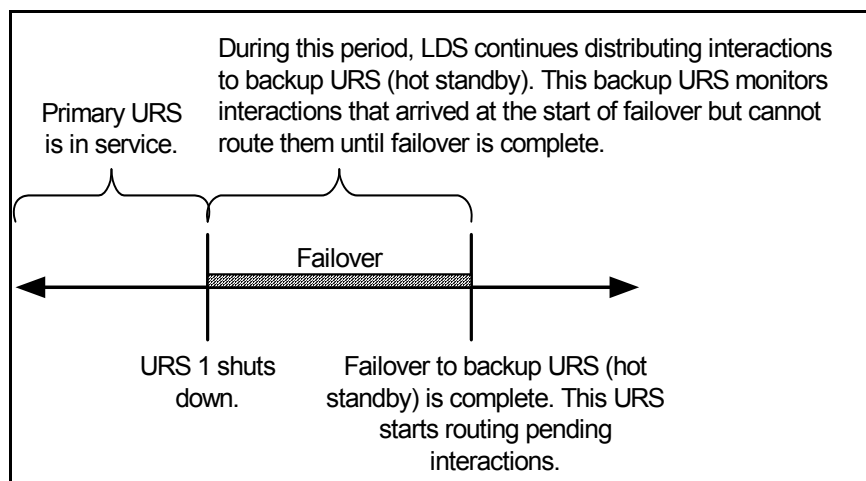 During this period, LDS continues distributing interactions
to backup URS (hot standby). This backup URS monitors
interactions that arrived at the start of failover but cannot
route them until failover is complete.
Primary URS
is in service.
Failover
URS 1 shuts
down.
Failover to backup URS (hot
standby) is complete. This URS
starts routing pending
interactions.